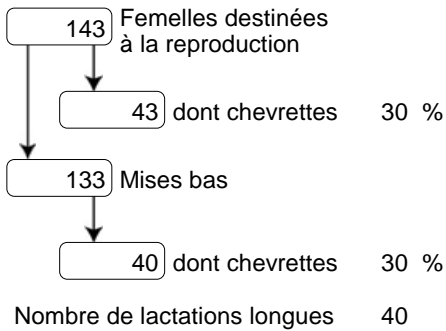 143 Femelles destinées
à la reproduction
43 dont chevrettes 30 %
133 Mises bas
40 dont chevrettes 30 %
Nombre de lactations longues 40